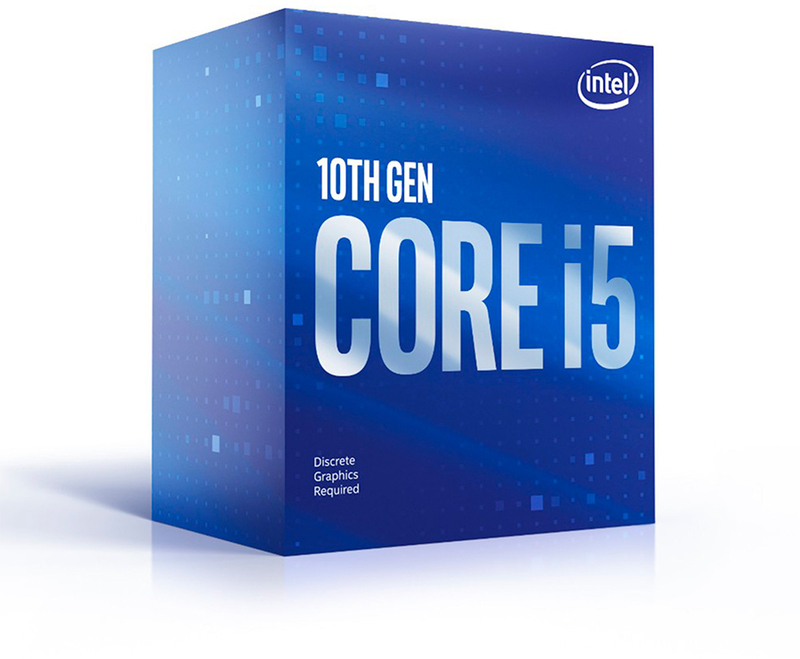 intel
10TH GEN
CORE i5
Discrete
Graphics
Required